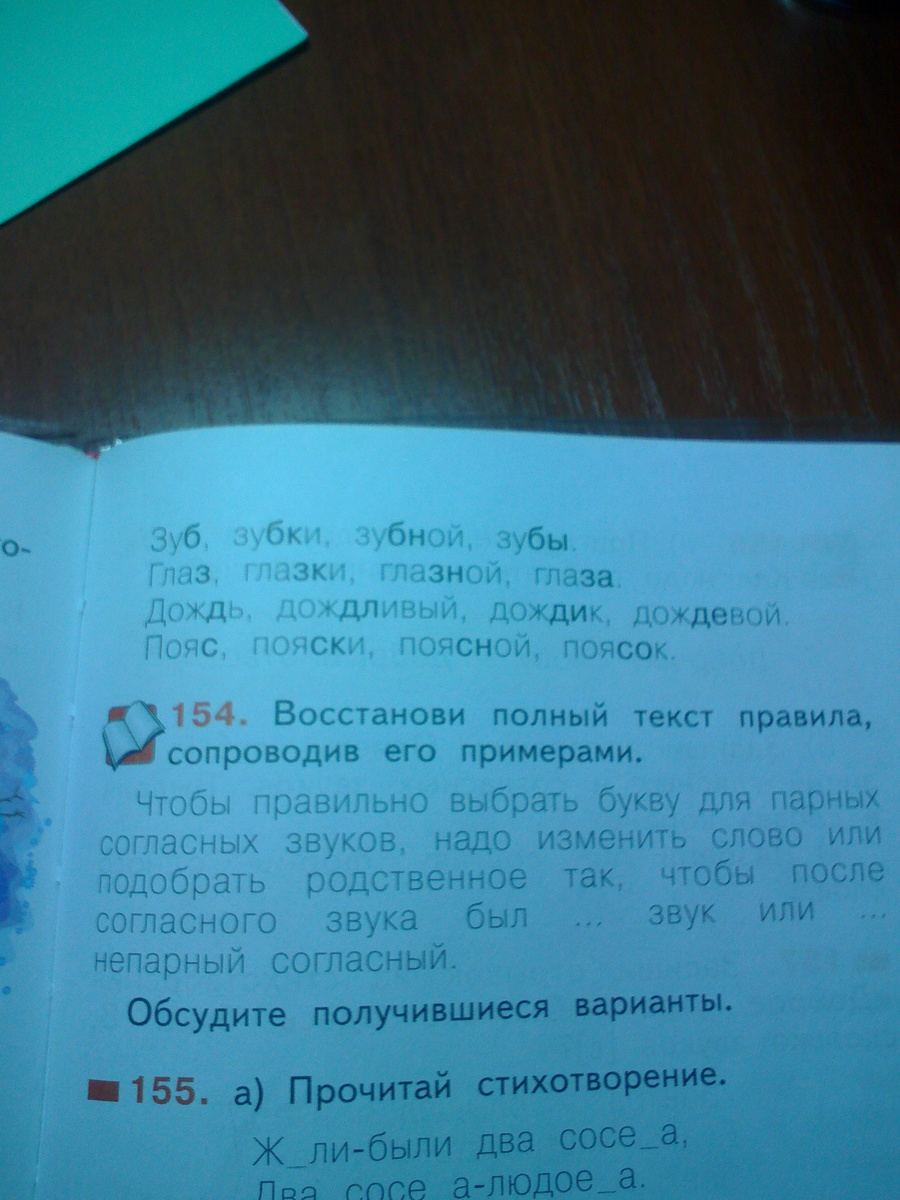 о-
Зуб, зубки, зубной, зубы.
Глаз, глазки, глазной, глаза.
Дождь, дождливый, дождик, дождевой.
Пояс, пояски, поясной, поясок.
154. Восстанови полный текст правила,
сопроводив его примерами.
Чтобы правильно выбрать букву для парных
согласных звуков, надо изменить слово или
подобрать родственное так, чтобы после
согласного звука был ... звук или ...
непарный согласный.
Обсудите получившиеся варианты.
155. а) Прочитай стихотворение.
Ж_ли-были два сосе_а,
Два сосе_а-людое_а.